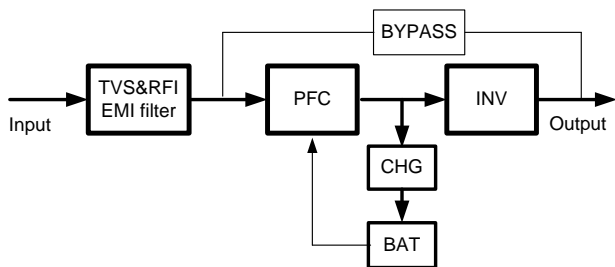 BYPASS
TVS&RFI
EMI filter
PFC
INV
Input
Output
CHG
BAT